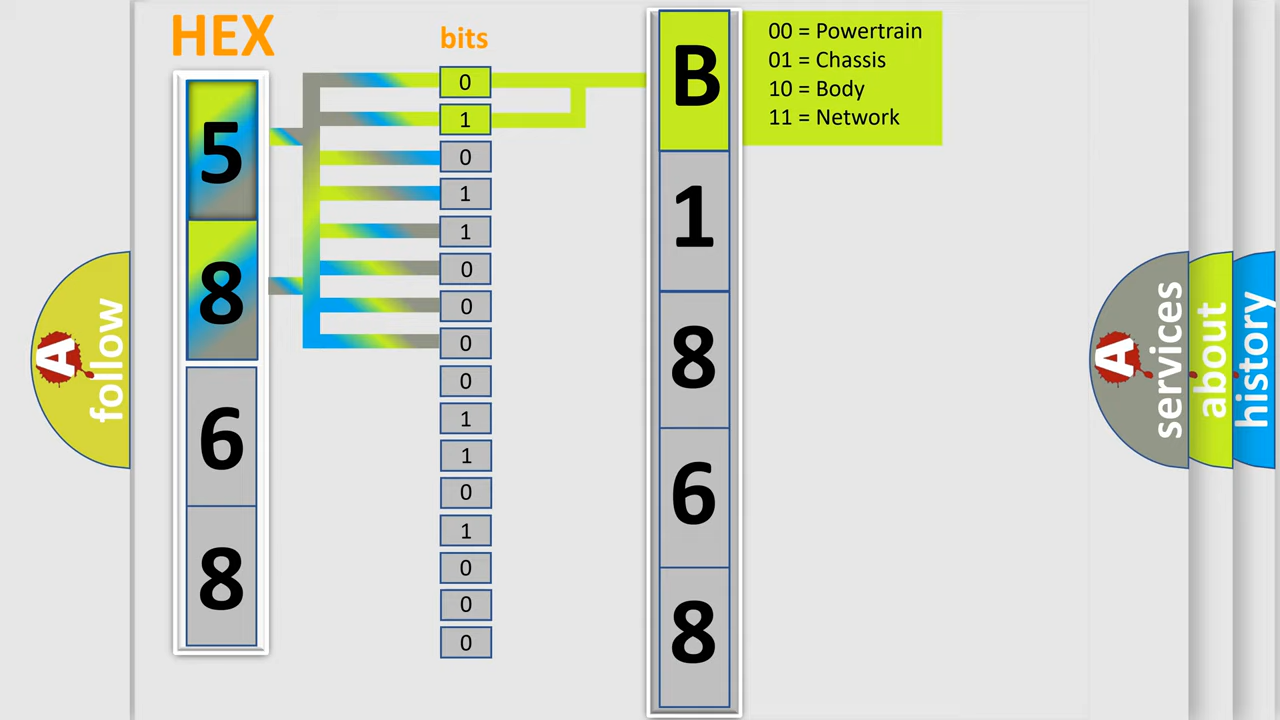 HEX
bits
5
8
6
8
0
1
0
1
1
0
0
0
0
1
1
0
1
0
0
0
B
1
8
6
8
00 = Powertrain
01 = Chassis
10 = Body
11 = Network
A
follow
A
services
about
history